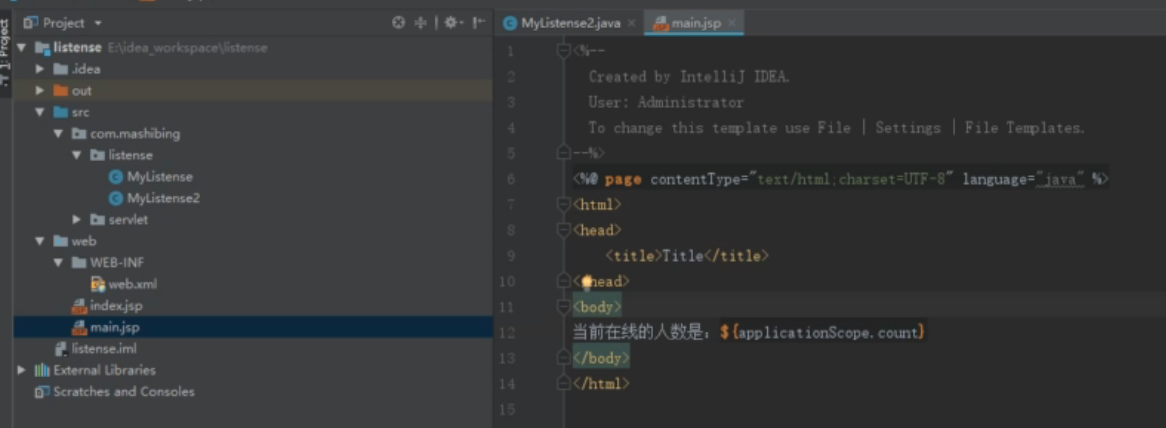 1: Project
Project
listense E:\idea_workspace\listense
.idea
out
src
com.mashibing
listense
MyListense
MyListense2
servlet
web
WEB-INF
web.xml
index.jsp
main.jsp
listense.iml
External Libraries
Scratches and Consoles
MyListense2.java × main.jsp ×
1 <%--
2 Created by IntelliJ IDEA.
3 User: Administrator
4 To change this template use File | Settings | File Templates.
5 --%>
6 <%@ page contentType="text/html;charset=UTF-8" language="java" %>
7 <html>
8 <head>
9 <title>Title</title>
10 </head>
11 <body>
12 当前在线的人数是：${applicationScope.count}
13 </body>
14 </html>
15